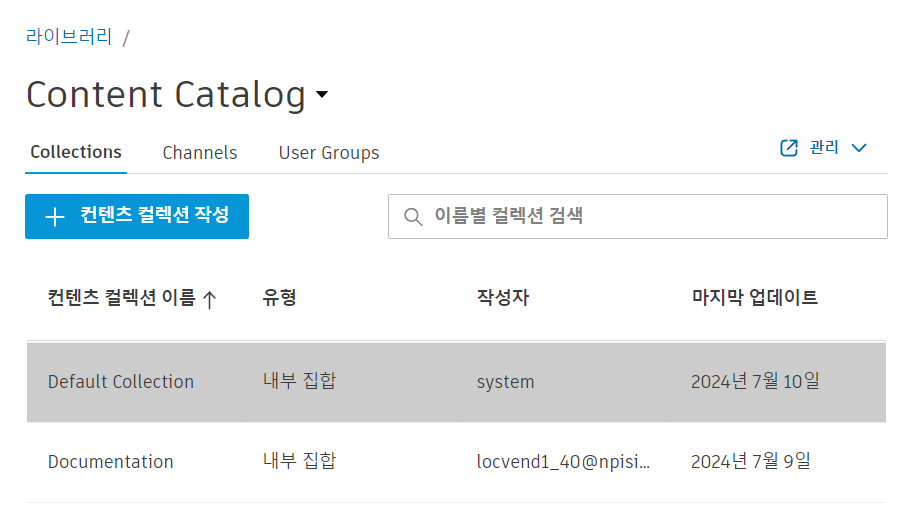 라이브러리 /
Content Catalog
Collections Channels User Groups 관리
컨텐츠 컬렉션 작성 이름별 컬렉션 검색
컨텐츠 컬렉션 이름 유형 작성자 마지막 업데이트
Default Collection 내부 집합 system 2024년 7월 10일
Documentation 내부 집합 locvend1_40@npisi... 2024년 7월 9일